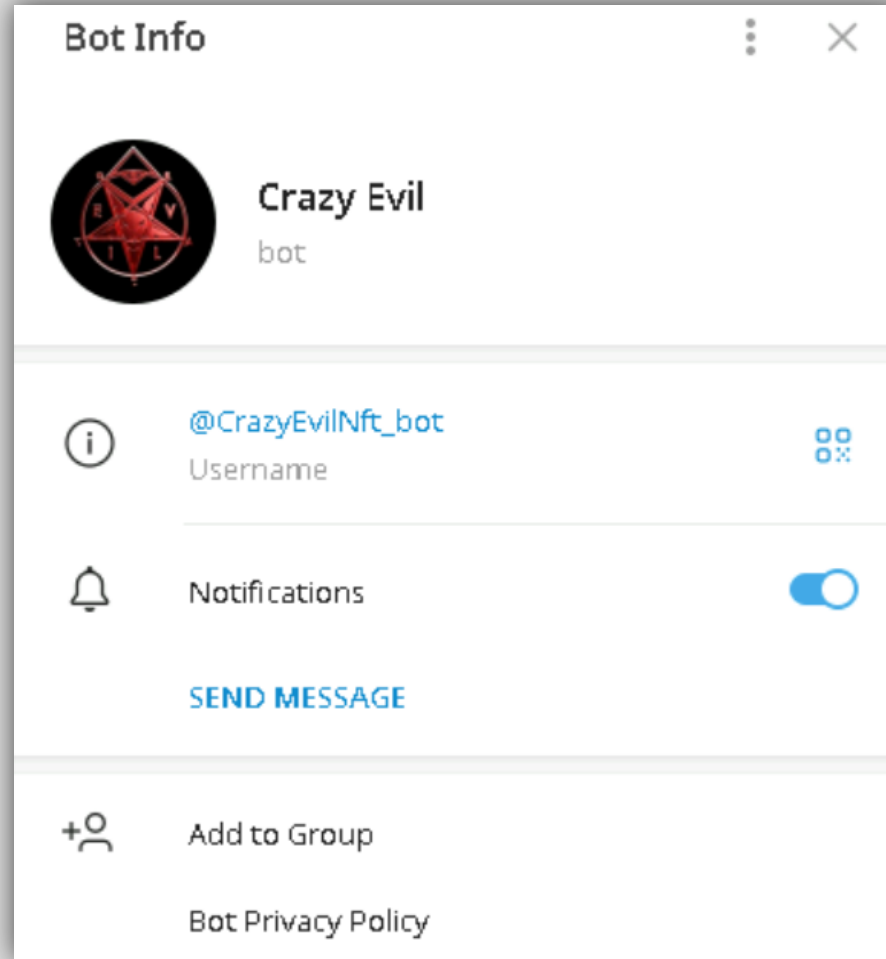 Bot Info
Crazy Evil
bot
@CrazyEvilNft_bot
Username
Notifications
SEND MESSAGE
Add to Group
Bot Privacy Policy